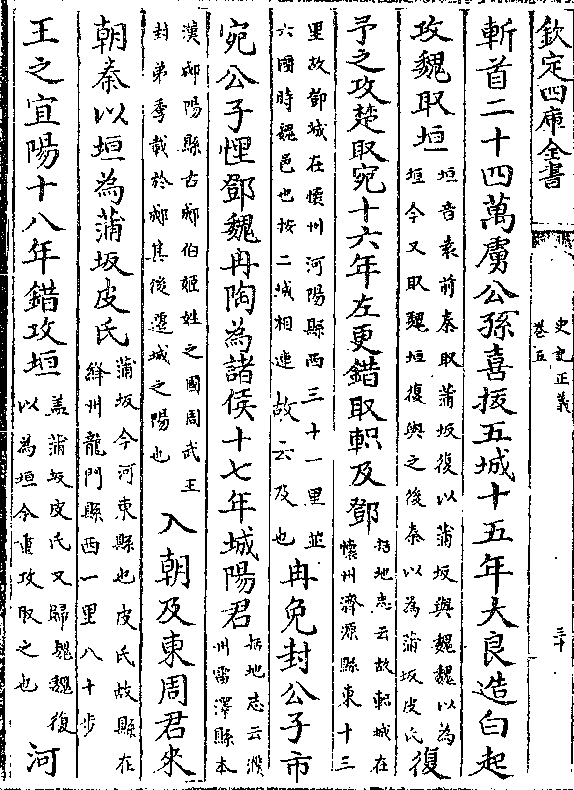 欽定四庫全書
史記正義
卷五
三十
斬首二十四萬虜公孫喜拔五城十五年大良造白起
攻魏取垣
垣音袁前秦取蒲坂復以蒲坂與魏魏以為
垣今又取魏垣復與之後秦以為蒲坂皮氏
復
予之攻楚取宛十六年左更錯取軹及鄧
括地志云故軹城在
懷州濟源縣東十三
里故鄧城在懷州河陽縣西三十一里並
六國時魏邑也按二城相連故云及也
冉免封公子市
宛公子悝鄧魏冉陶為諸侯十七年城陽君
括地志云濮
州雷澤縣本
漢郕陽縣古郕伯姬姓之國周武王
封弟季載於郕其後遷城之陽也
入朝及東周君來
朝秦以垣為蒲坂皮氏
蒲坂今河東縣也皮氏故縣在
絳州龍門縣西一里八十步
王之宜陽十八年錯攻垣
蓋蒲坂皮氏又歸魏魏復
以為垣今重攻取之也
河